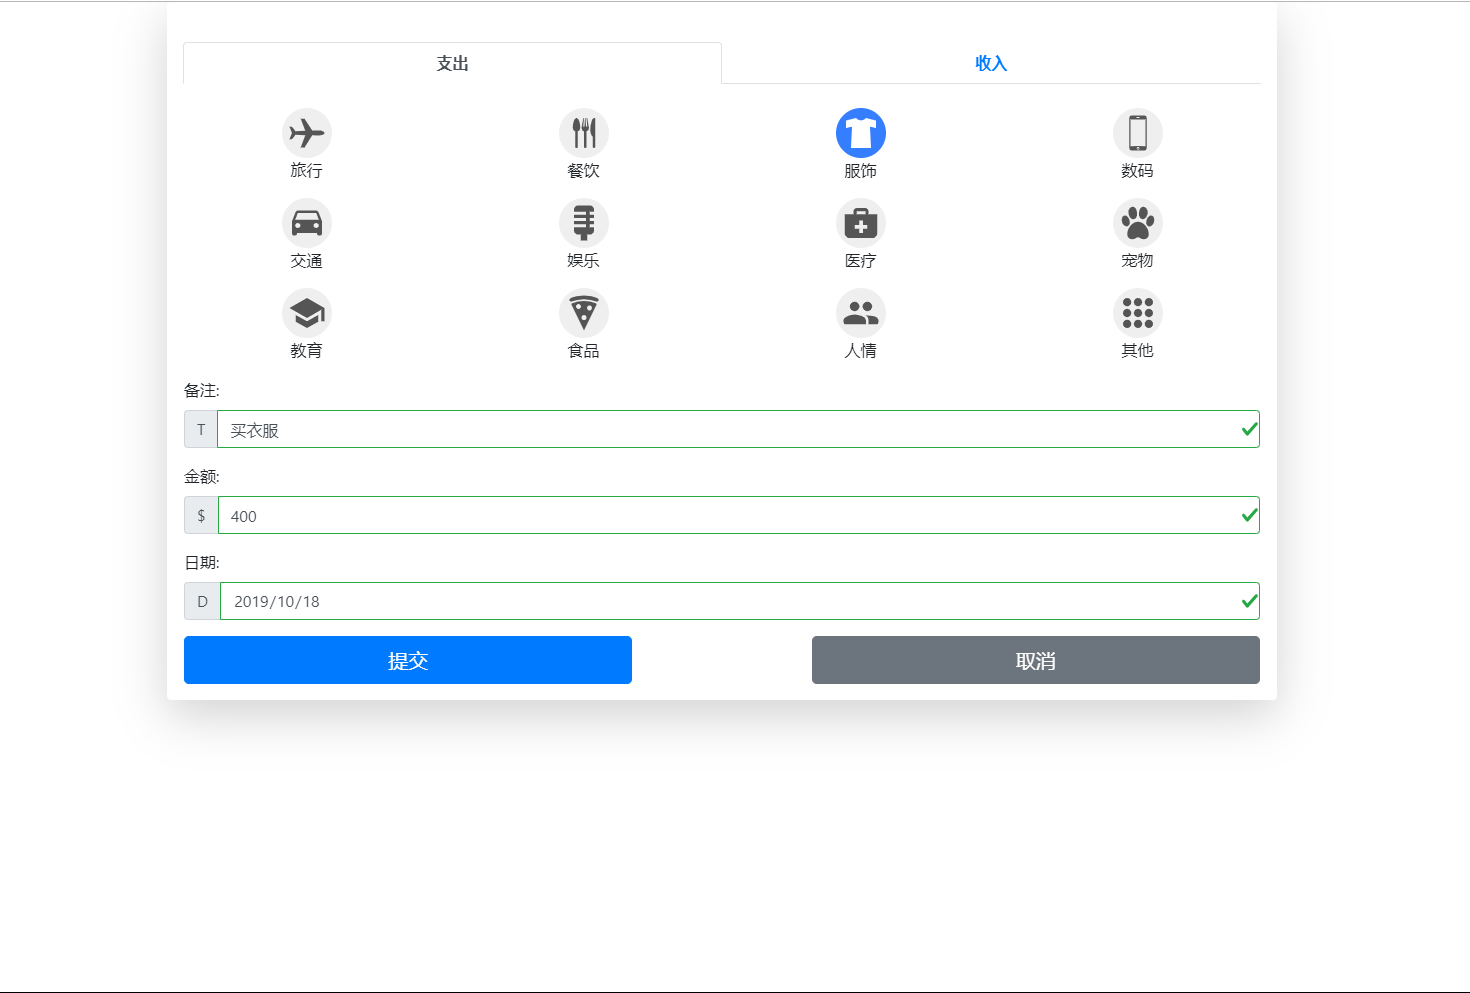 支出 收入
旅行 餐饮 服饰 数码
交通 娱乐 医疗 宠物
教育 食品 人情 其他
备注:
T 买衣服
金额:
$ 400
日期:
D 2019/10/18
提交 取消